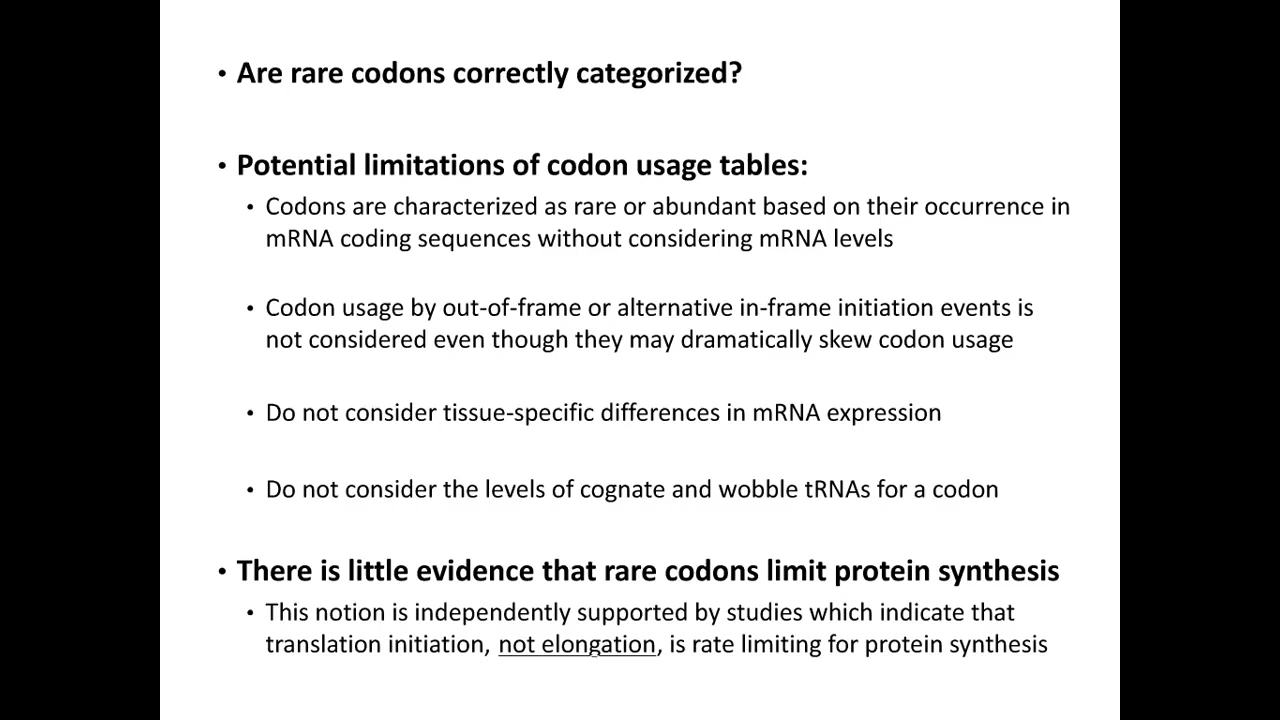 • Are rare codons correctly categorized?
• Potential limitations of codon usage tables:
• Codons are characterized as rare or abundant based on their occurrence in
mRNA coding sequences without considering mRNA levels
• Codon usage by out-of-frame or alternative in-frame initiation events is
not considered even though they may dramatically skew codon usage
• Do not consider tissue-specific differences in mRNA expression
• Do not consider the levels of cognate and wobble tRNAs for a codon
• There is little evidence that rare codons limit protein synthesis
• This notion is independently supported by studies which indicate that
translation initiation, not elongation, is rate limiting for protein synthesis